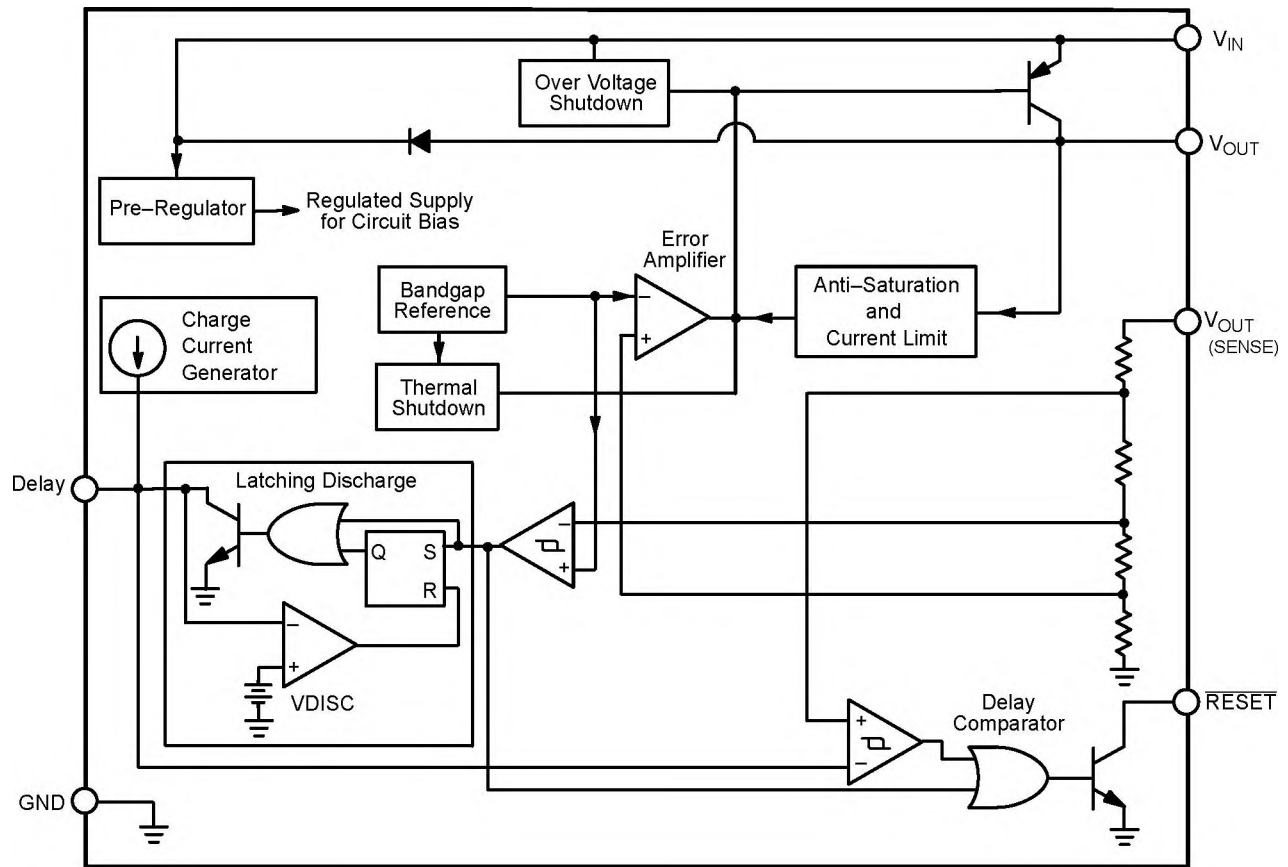 VIN
Over Voltage
Shutdown
VOUT
Pre–Regulator
Regulated Supply
for Circuit Bias
Error
Amplifier
Bandgap
Reference
−
+
Anti–Saturation
and
Current Limit
VOUT
(SENSE)
Charge
Current
Generator
Thermal
Shutdown
Delay
Latching Discharge
−
+
Q
S
R
−
+
VDISC
Delay
Comparator
+
−
RESET
GND